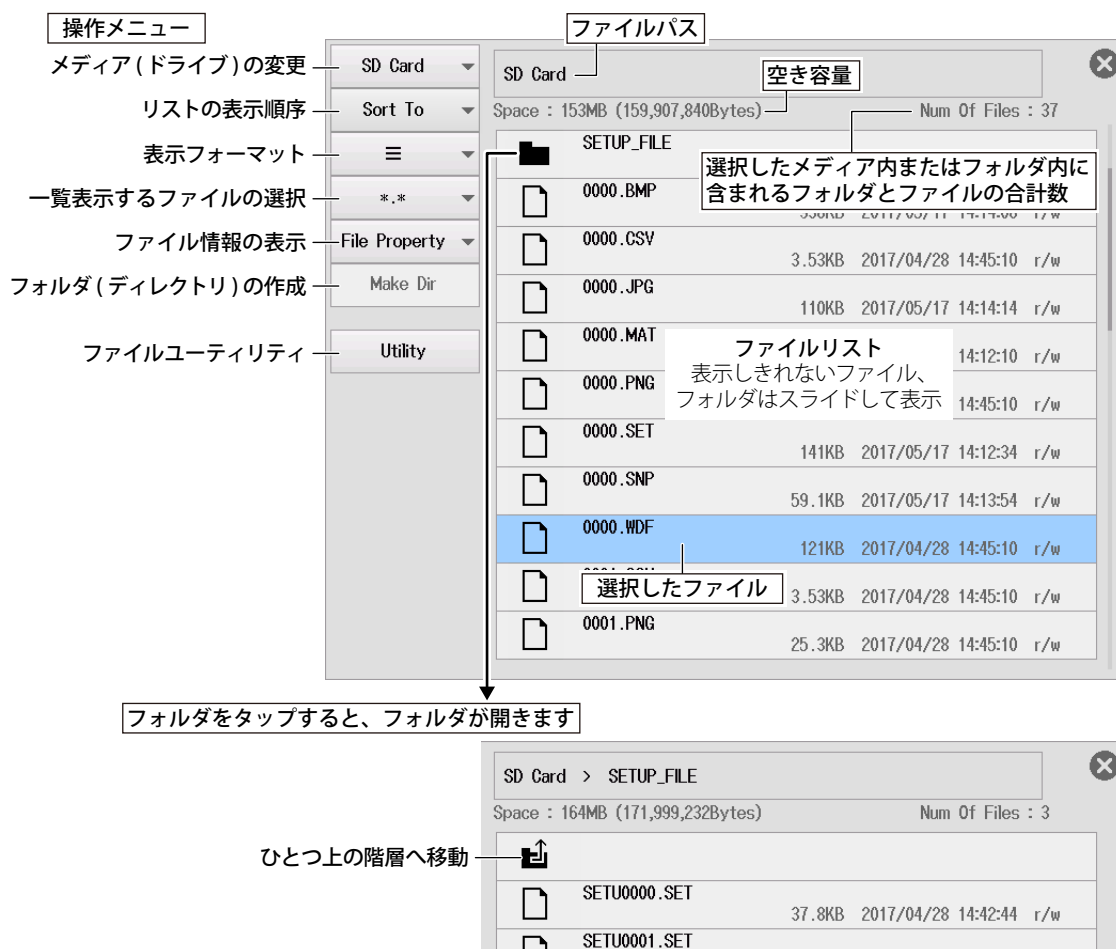 操作メニュー
ファイルパス
メディア(ドライブ)の変更
SD Card
SD Card
空き容量
リストの表示順序
Sort To
Space : 153MB (159,907,840Bytes)
Num Of Files : 37
表示フォーマット
SETUP_FILE
選択したメディア内またはフォルダ内に
含まれるフォルダとファイルの合計数
一覧表示するファイルの選択
*.*
0000.BMP
ファイル情報の表示
File Property
0000.CSV
3.53KB 2017/04/28 14:45:10 r/w
フォルダ(ディレクトリ)の作成
Make Dir
0000.JPG
110KB 2017/05/17 14:14:14 r/w
ファイルユーティリティ
Utility
0000.MAT
14:12:10 r/w
ファイルリスト
表示しきれないファイル、
フォルダはスライドして表示
0000.PNG
14:45:10 r/w
0000.SET
141KB 2017/05/17 14:12:34 r/w
0000.SNP
59.1KB 2017/05/17 14:13:54 r/w
0000.WDF
121KB 2017/04/28 14:45:10 r/w
選択したファイル
3.53KB 2017/04/28 14:45:10 r/w
0001.PNG
25.3KB 2017/04/28 14:45:10 r/w
フォルダをタップすると、フォルダが開きます
SD Card > SETUP_FILE
Space : 164MB (171,999,232Bytes)
Num Of Files : 3
ひとつ上の階層へ移動
SETU0000.SET
37.8KB 2017/04/28 14:42:44 r/w
SETU0001.SET